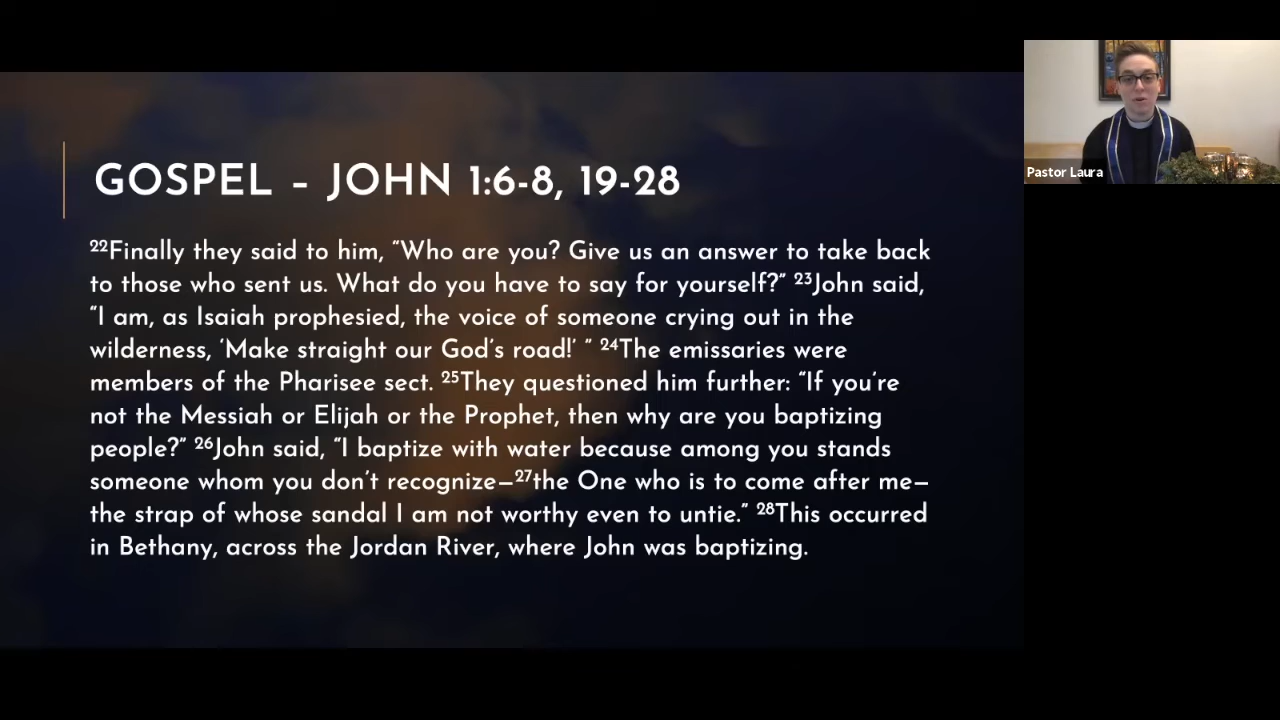 GOSPEL – JOHN 1:6-8, 19-28
²²Finally they said to him, “Who are you? Give us an answer to take back
to those who sent us. What do you have to say for yourself?” ²³John said,
“I am, as Isaiah prophesied, the voice of someone crying out in the
wilderness, ‘Make straight our God’s road!’ ” ²⁴The emissaries were
members of the Pharisee sect. ²⁵They questioned him further: “If you’re
not the Messiah or Elijah or the Prophet, then why are you baptizing
people?” ²⁶John said, “I baptize with water because among you stands
someone whom you don’t recognize–²⁷the One who is to come after me–
the strap of whose sandal I am not worthy even to untie.” ²⁸This occurred
in Bethany, across the Jordan River, where John was baptizing.
Pastor Laura